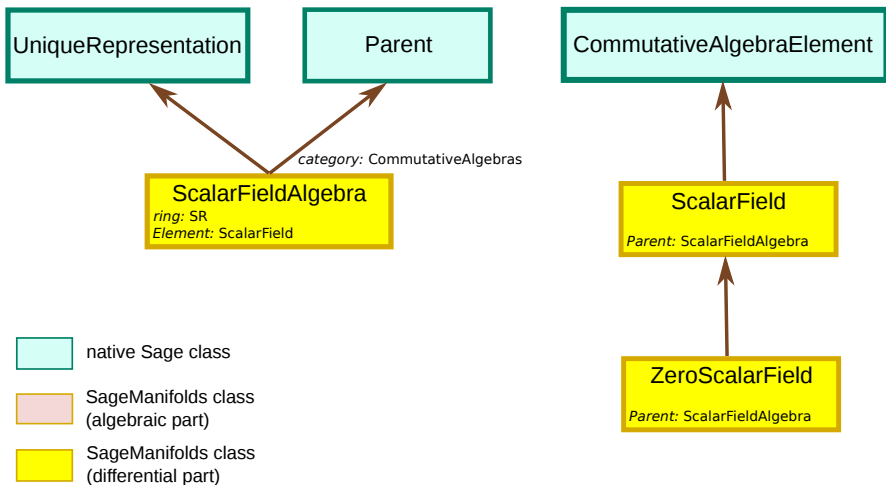 UniqueRepresentation
Parent
CommutativeAlgebraElement
category: CommutativeAlgebras
ScalarFieldAlgebra
ring: SR
Element: ScalarField
ScalarField
Parent: ScalarFieldAlgebra
native Sage class
SageManifolds class
(algebraic part)
SageManifolds class
(differential part)
ZeroScalarField
Parent: ScalarFieldAlgebra